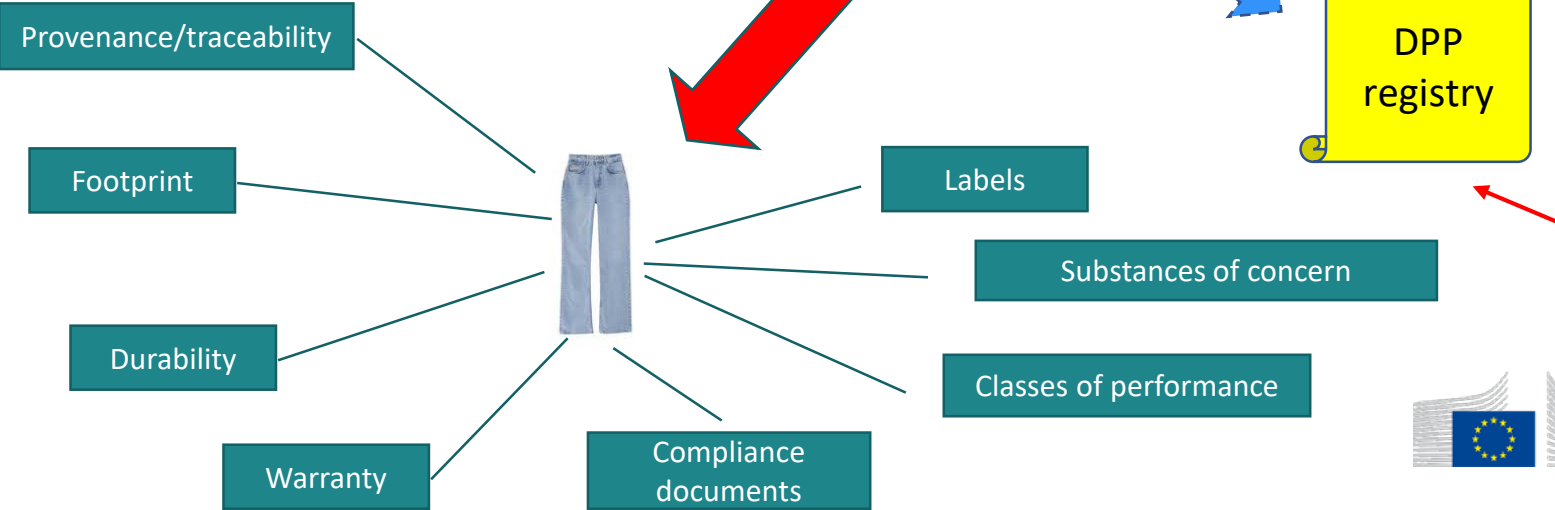 Provenance/traceability
DPP
registry
Footprint
Labels
Substances of concern
Durability
Classes of performance
Compliance
documents
Warranty